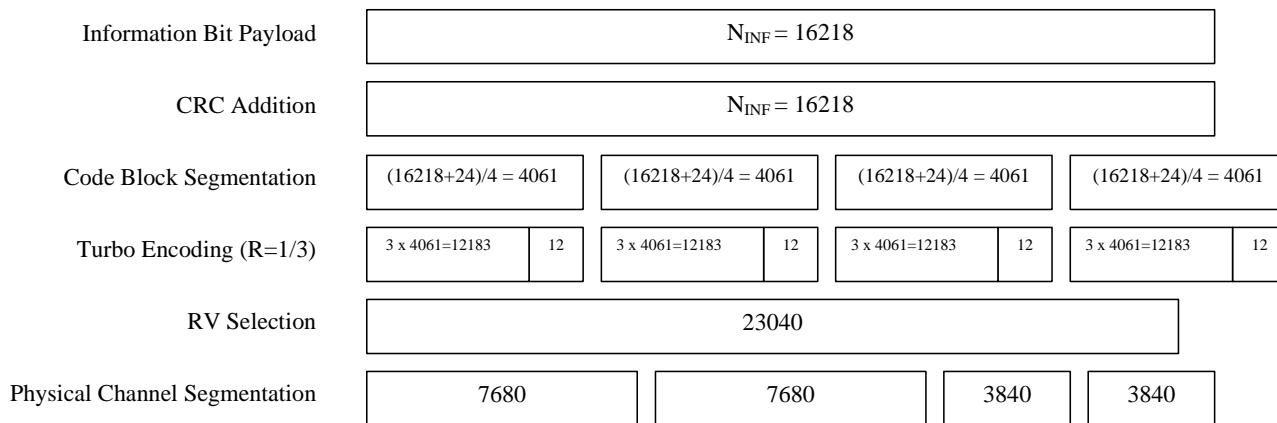 Information Bit Payload N_INF = 16218
CRC Addition N_INF = 16218
Code Block Segmentation (16218+24)/4 = 4061 (16218+24)/4 = 4061 (16218+24)/4 = 4061 (16218+24)/4 = 4061
Turbo Encoding (R=1/3) 3 x 4061=12183 12 3 x 4061=12183 12 3 x 4061=12183 12 3 x 4061=12183 12
RV Selection 23040
Physical Channel Segmentation 7680 7680 3840 3840